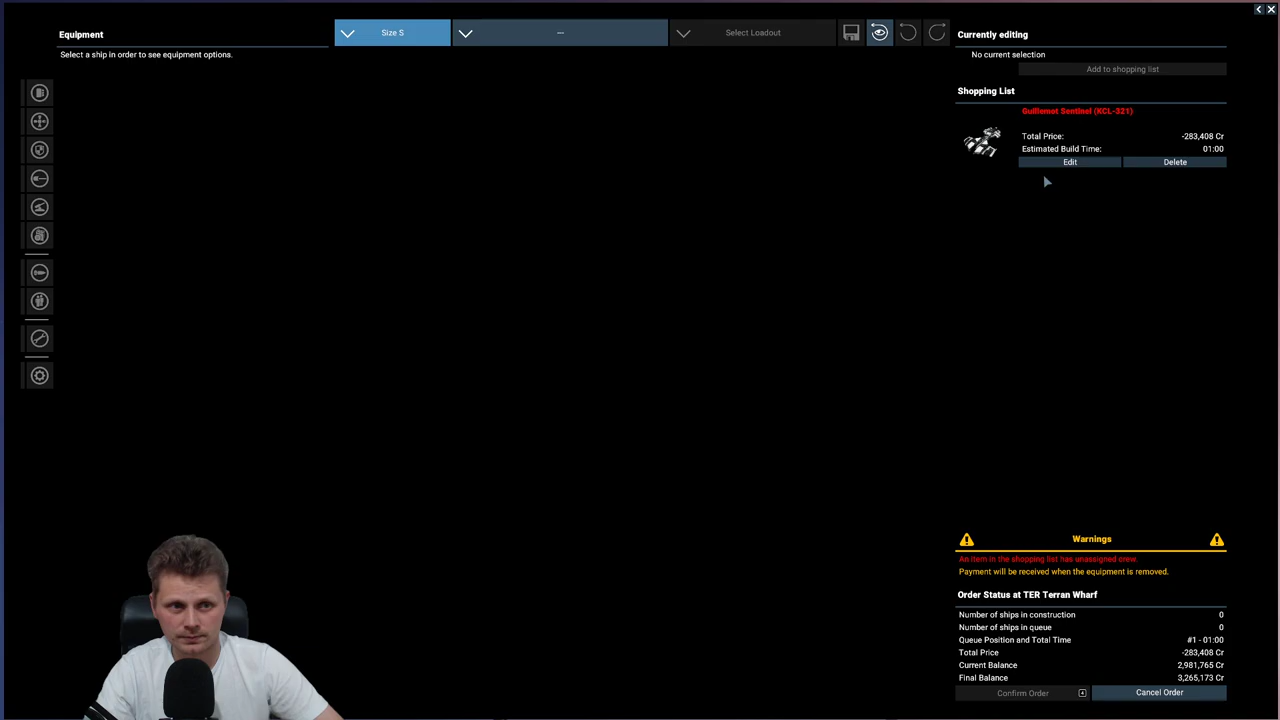 Equipment
Select a ship in order to see equipment options.
Size S
---
Select Loadout
Currently editing
No current selection
Add to shopping list
Shopping List
Guillemot Sentinel (KCL-321)
Total Price: -283,408 Cr
Estimated Build Time: 01:00
Edit Delete
Warnings
An item in the shopping list has unassigned crew.
Payment will be received when the equipment is removed.
Order Status at TER Terran Wharf
Number of ships in construction 0
Number of ships in queue 0
Queue Position and Total Time #1 - 01:00
Total Price -283,408 Cr
Current Balance 2,981,765 Cr
Final Balance 3,265,173 Cr
Confirm Order Cancel Order